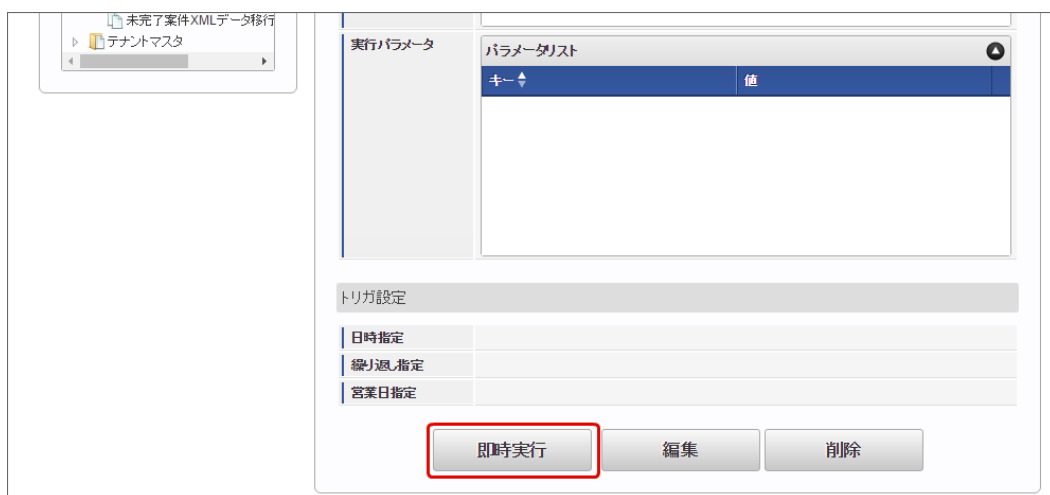 未完了案件XMLデータ移行
テナントマスタ
実行パラメータ
パラメータリスト
キー
値
トリガ設定
日時指定
繰り返し指定
営業日指定
即時実行
編集
削除